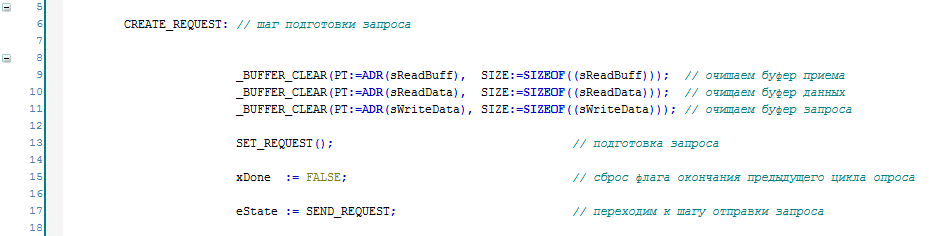 5
6 CREATE_REQUEST: // шаг подготовки запроса
7
8
9 _BUFFER_CLEAR(PT:=ADR(sReadBuff), SIZE:=SIZEOF((sReadBuff))); // очишаем буфер приема
10 _BUFFER_CLEAR(PT:=ADR(sReadData), SIZE:=SIZEOF((sReadData))); // очищаем буфер данных
11 _BUFFER_CLEAR(PT:=ADR(sWriteData), SIZE:=SIZEOF((sWriteData))); // очищаем буфер запроса
12
13 SET_REQUEST(); // подготовка запроса
14
15 xDone := FALSE; // сброс флага окончания предыдущего цикла опроса
16
17 eState := SEND_REQUEST; // переходим к шагу отправки запроса
18